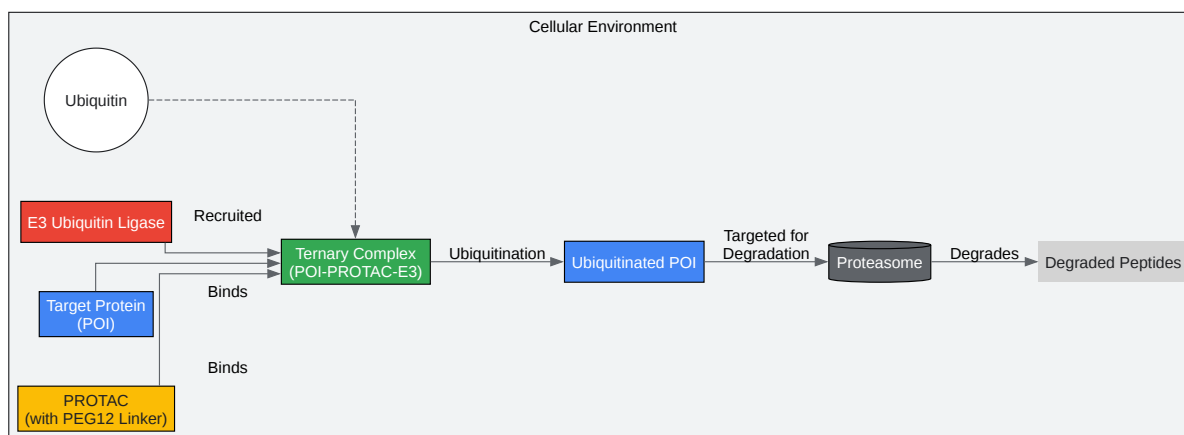 Cellular Environment
Ubiquitin
E3 Ubiquitin Ligase
Recruited
Ternary Complex
(POI-PROTAC-E3)
Ubiquitination
Ubiquitinated POI
Targeted for
Degradation
Proteasome
Degrades
Degraded Peptides
Target Protein
(POI)
Binds
PROTAC
(with PEG12 Linker)
Binds